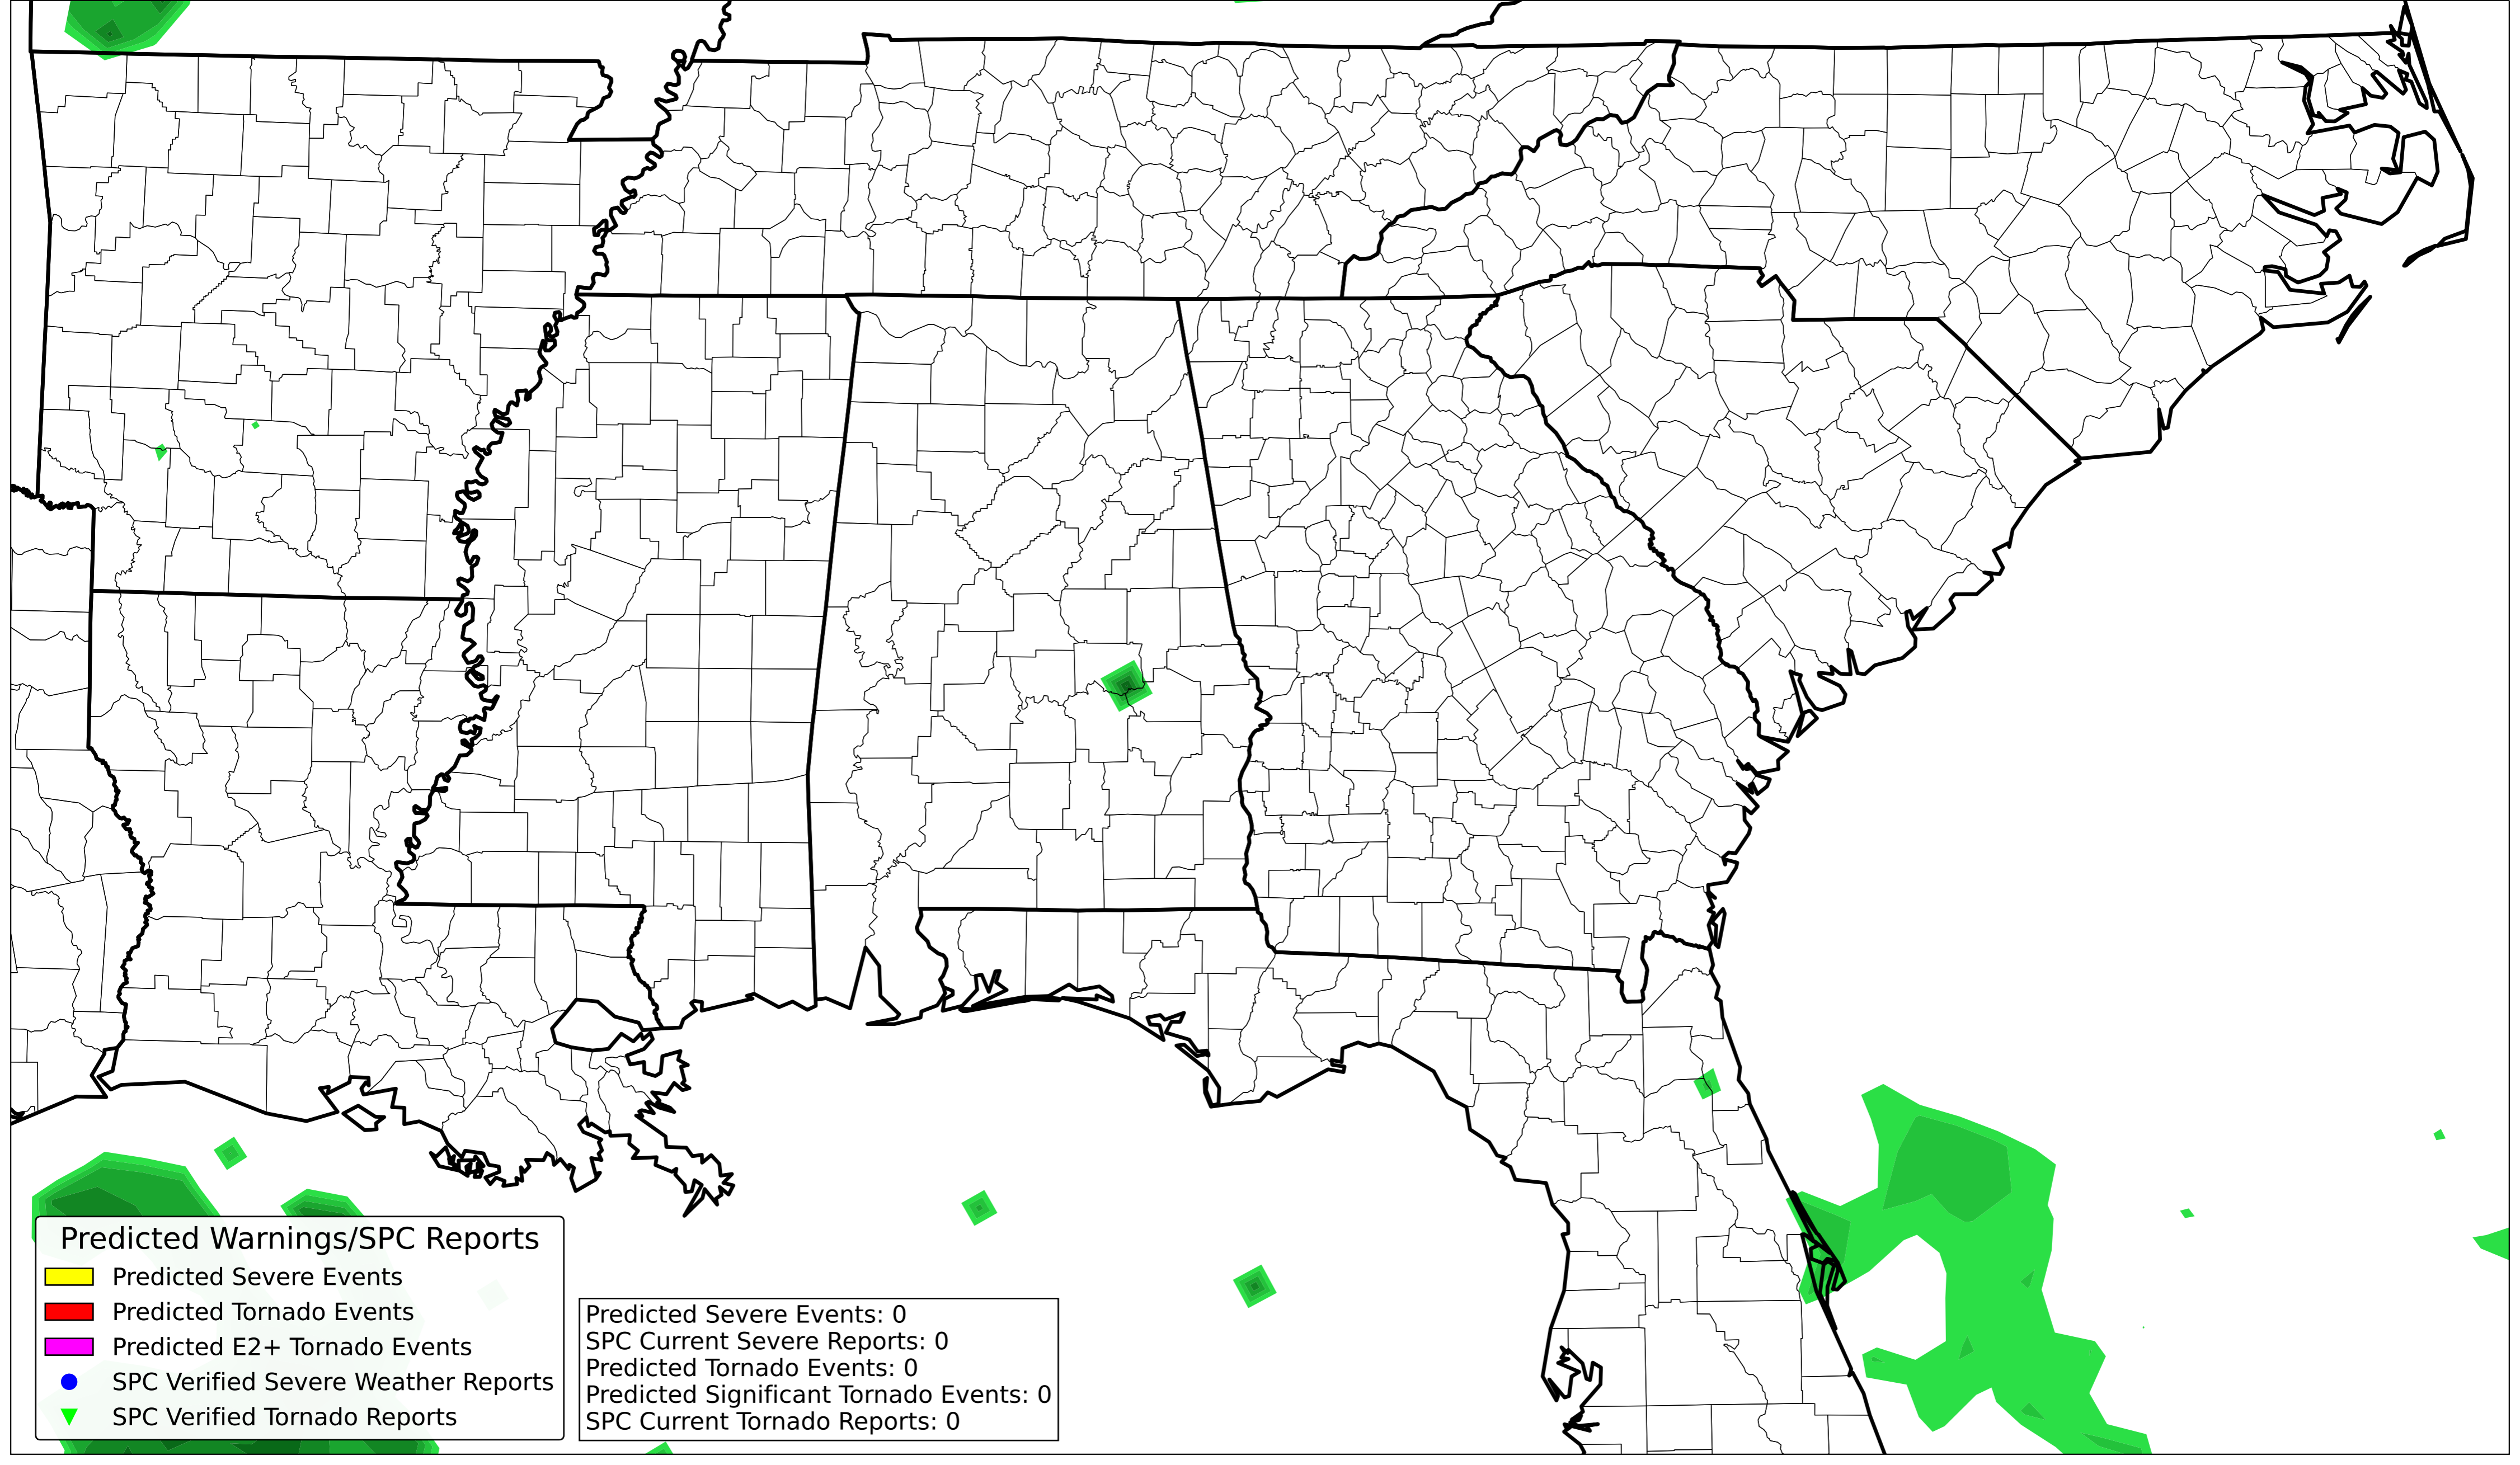 Predicted Warnings/SPC Reports
Predicted Severe Events
Predicted Tornado Events
Predicted E2+ Tornado Events
SPC Verified Severe Weather Reports
SPC Verified Tornado Reports
Predicted Severe Events: 0
SPC Current Severe Reports: 0
Predicted Tornado Events: 0
Predicted Significant Tornado Events: 0
SPC Current Tornado Reports: 0